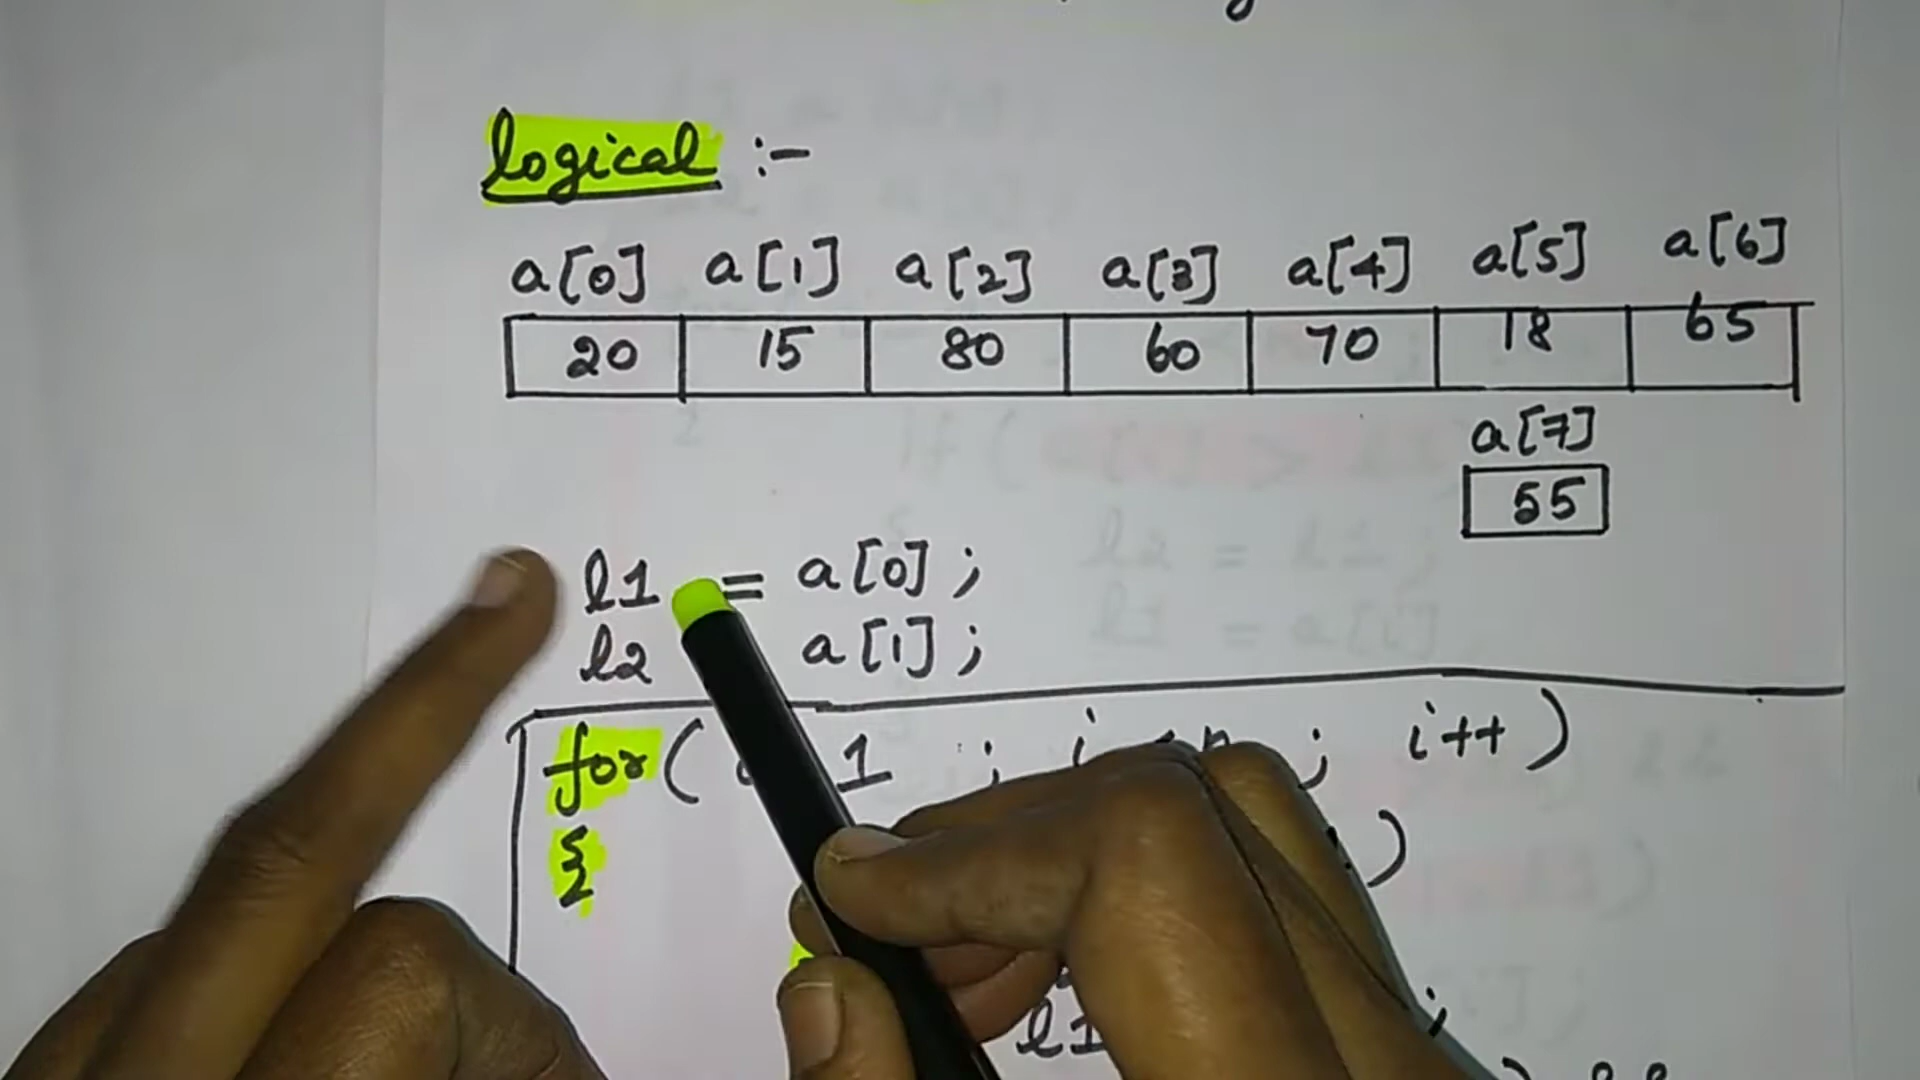 logical :-
a[0] a[1] a[2] a[3] a[4] a[5] a[6]
20 15 80 60 70 18 65
a[7]
55
l1 = a[0];
l2 a[1];
for( 1 ; i ; i++)
{ )
l1 ;